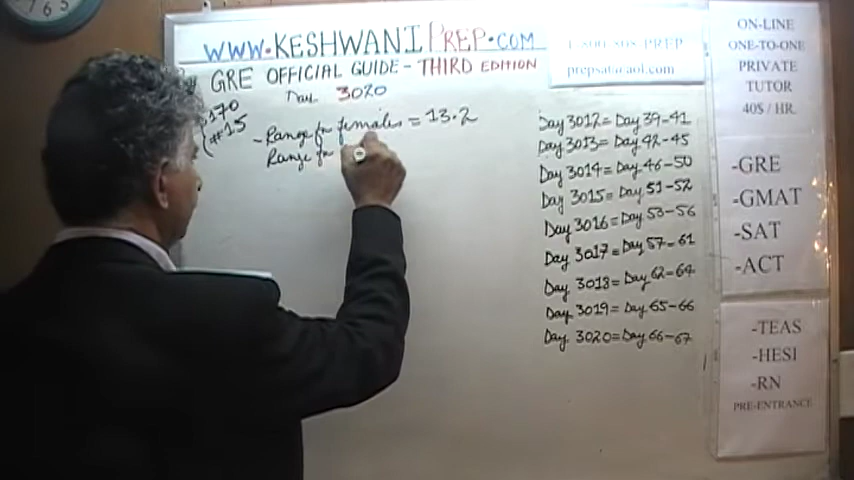 WWW.KESHWANIPREP.COM
GRE OFFICIAL GUIDE - THIRD EDITION
Day 3020
170
#15
- Range for females = 13.2
Range for
prepsat@aol.com
Day 3012 = Day 39-41
Day 3013 = Day 42-45
Day 3014 = Day 46-50
Day 3015 = Day 51-52
Day 3016 = Day 53-56
Day 3017 = Day 57-61
Day 3018 = Day 62-64
Day 3019 = Day 65-66
Day 3020 = Day 66-67
ON-LINE
ONE-TO-ONE
PRIVATE
TUTOR
40$ / HR.
-GRE
-GMAT
-SAT
-ACT
-TEAS
-HESI
-RN
PRE-ENTRANCE
7 6 5